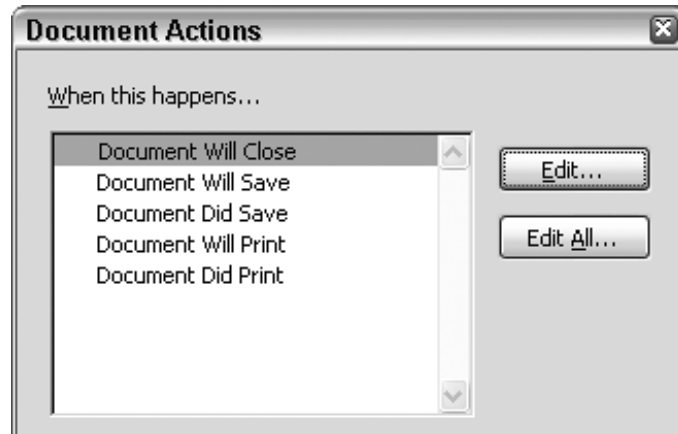 Document Actions
When this happens...
Document Will Close
Document Will Save
Document Did Save
Document Will Print
Document Did Print
Edit...
Edit All...